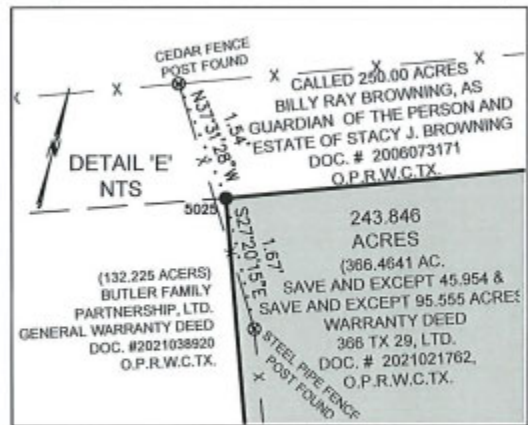 CEDAR FENCE
POST FOUND
N37°31'28"W
1.54'
CALLED 250.00 ACRES
BILLY RAY BROWNING, AS
GUARDIAN OF THE PERSON AND
ESTATE OF STACY J. BROWNING
DOC. # 2006073171
O.P.R.W.C.TX.
N
DETAIL 'E'
NTS
5025
S27°20'15"E
1.67'
243.846
ACRES
(366.4641 AC.
SAVE AND EXCEPT 45.954 &
SAVE AND EXCEPT 95.555 ACRES
WARRANTY DEED
366 TX 29, LTD.
DOC. # 2021021762,
O.P.R.W.C.TX.
(132.225 ACERS)
BUTLER FAMILY
PARTNERSHIP, LTD.
GENERAL WARRANTY DEED
DOC. #2021038920
O.P.R.W.C.TX.
STEEL PIPE FENCE
POST FOUND